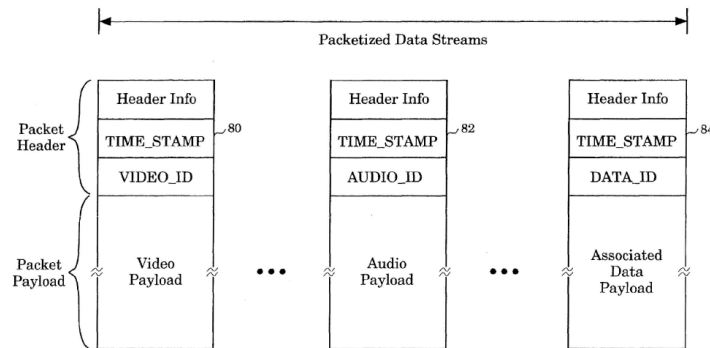 Packetized Data Streams
Packet
Header
Header Info
TIME_STAMP
80
VIDEO_ID
Header Info
TIME_STAMP
82
AUDIO_ID
Header Info
TIME_STAMP
84
DATA_ID
Packet
Payload
Video
Payload
Audio
Payload
Associated
Data
Payload